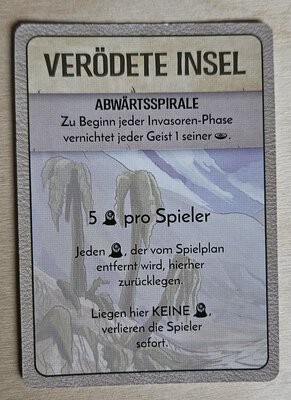 VERÖDETE INSEL
ABWÄRTSSPIRALE
Zu Beginn jeder Invasoren-Phase
vernichtet jeder Geist 1 seiner .
5 pro Spieler
Jeden , der vom Spielplan
entfernt wird, hierher
zurücklegen.
Liegen hier KEINE ,
verlieren die Spieler
sofort.